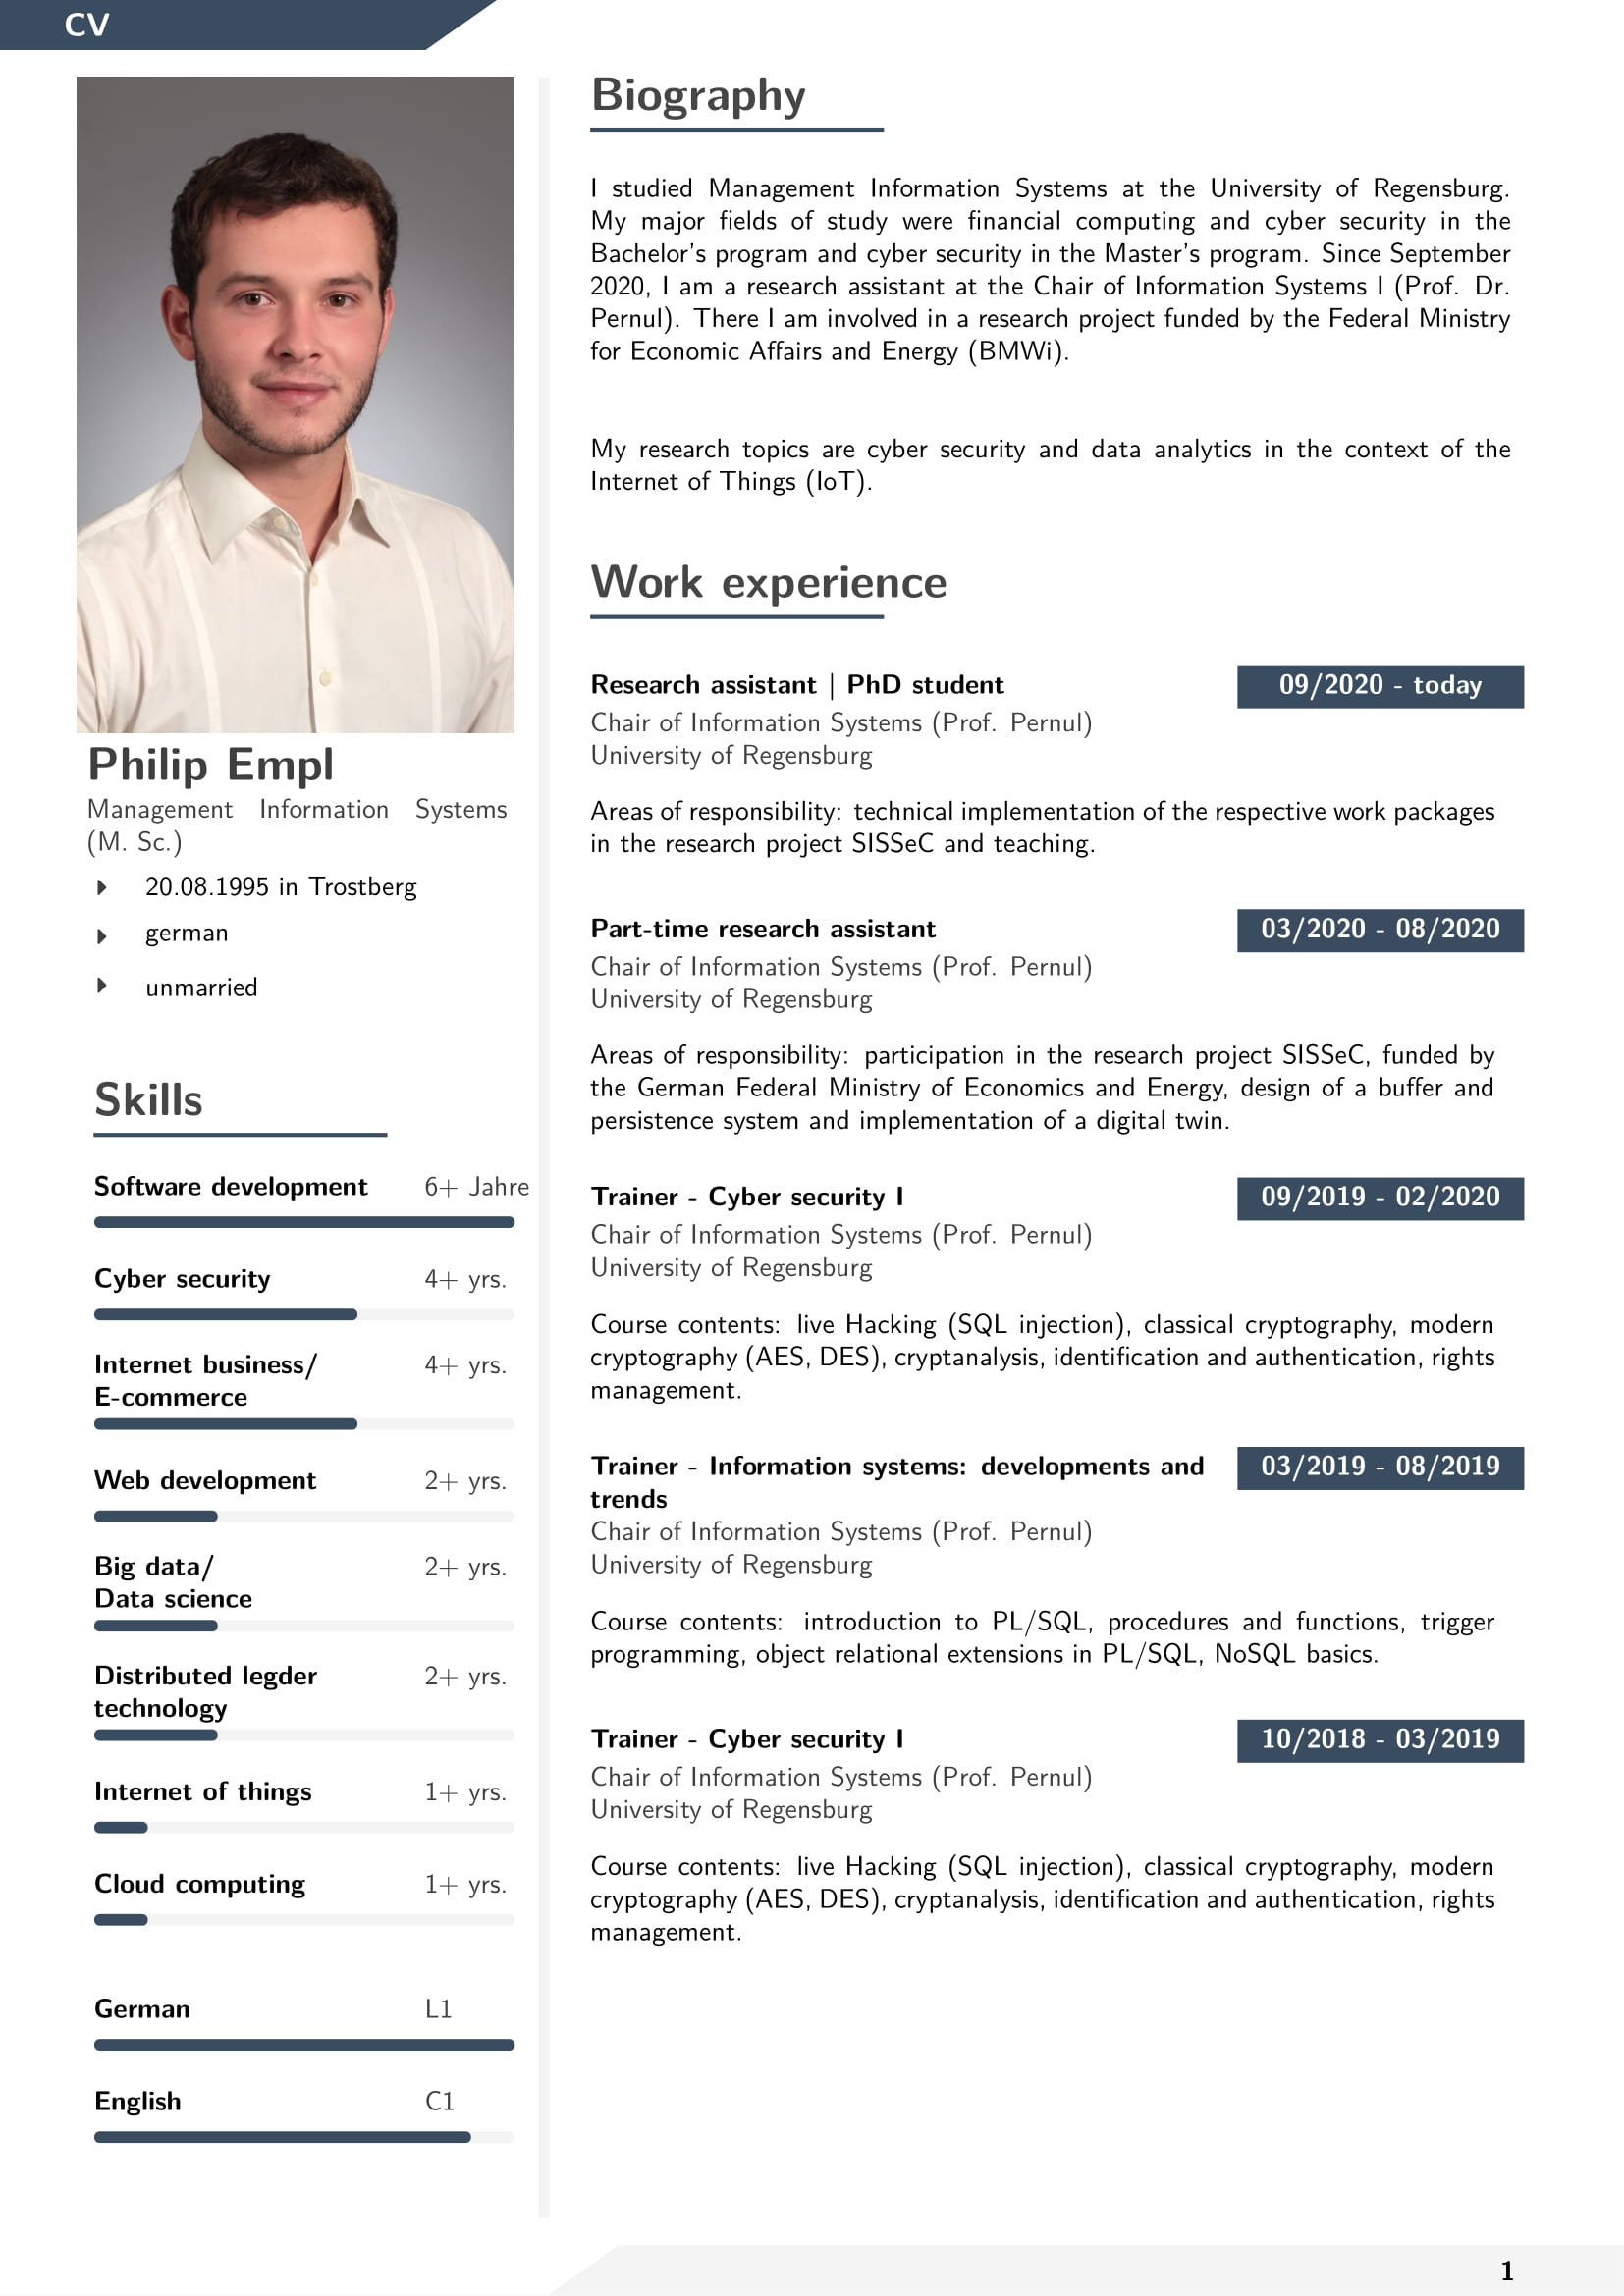 CV
Philip Empl
Management Information Systems
(M. Sc.)
20.08.1995 in Trostberg
german
unmarried
Skills
Software development 6+ Jahre
Cyber security 4+ yrs.
Internet business/ 4+ yrs.
E-commerce
Web development 2+ yrs.
Big data/ 2+ yrs.
Data science
Distributed legder 2+ yrs.
technology
Internet of things 1+ yrs.
Cloud computing 1+ yrs.
German L1
English C1
Biography
I studied Management Information Systems at the University of Regensburg.
My major fields of study were financial computing and cyber security in the
Bachelor's program and cyber security in the Master's program. Since September
2020, I am a research assistant at the Chair of Information Systems I (Prof. Dr.
Pernul). There I am involved in a research project funded by the Federal Ministry
for Economic Affairs and Energy (BMWi).
My research topics are cyber security and data analytics in the context of the
Internet of Things (IoT).
Work experience
Research assistant | PhD student 09/2020 - today
Chair of Information Systems (Prof. Pernul)
University of Regensburg
Areas of responsibility: technical implementation of the respective work packages
in the research project SISSeC and teaching.
Part-time research assistant 03/2020 - 08/2020
Chair of Information Systems (Prof. Pernul)
University of Regensburg
Areas of responsibility: participation in the research project SISSeC, funded by
the German Federal Ministry of Economics and Energy, design of a buffer and
persistence system and implementation of a digital twin.
Trainer - Cyber security I 09/2019 - 02/2020
Chair of Information Systems (Prof. Pernul)
University of Regensburg
Course contents: live Hacking (SQL injection), classical cryptography, modern
cryptography (AES, DES), cryptanalysis, identification and authentication, rights
management.
Trainer - Information systems: developments and 03/2019 - 08/2019
trends
Chair of Information Systems (Prof. Pernul)
University of Regensburg
Course contents: introduction to PL/SQL, procedures and functions, trigger
programming, object relational extensions in PL/SQL, NoSQL basics.
Trainer - Cyber security I 10/2018 - 03/2019
Chair of Information Systems (Prof. Pernul)
University of Regensburg
Course contents: live Hacking (SQL injection), classical cryptography, modern
cryptography (AES, DES), cryptanalysis, identification and authentication, rights
management.
1